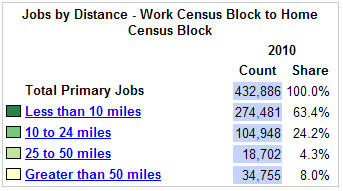 Jobs by Distance - Work Census Block to Home
Census Block
2010
Count Share
Total Primary Jobs 432,886 100.0%
Less than 10 miles 274,481 63.4%
10 to 24 miles 104,948 24.2%
25 to 50 miles 18,702 4.3%
Greater than 50 miles 34,755 8.0%